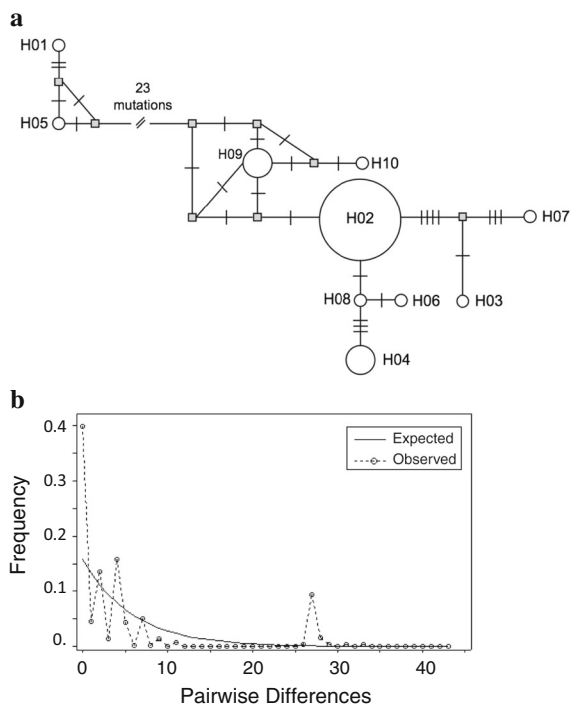 a
H01
23
mutations
H05
H09
H10
H02
H07
H08
H06
H03
H04
b
0.4
0.3
0.2
0.1
0.
Frequency
Expected
Observed
0 10 20 30 40
Pairwise Differences